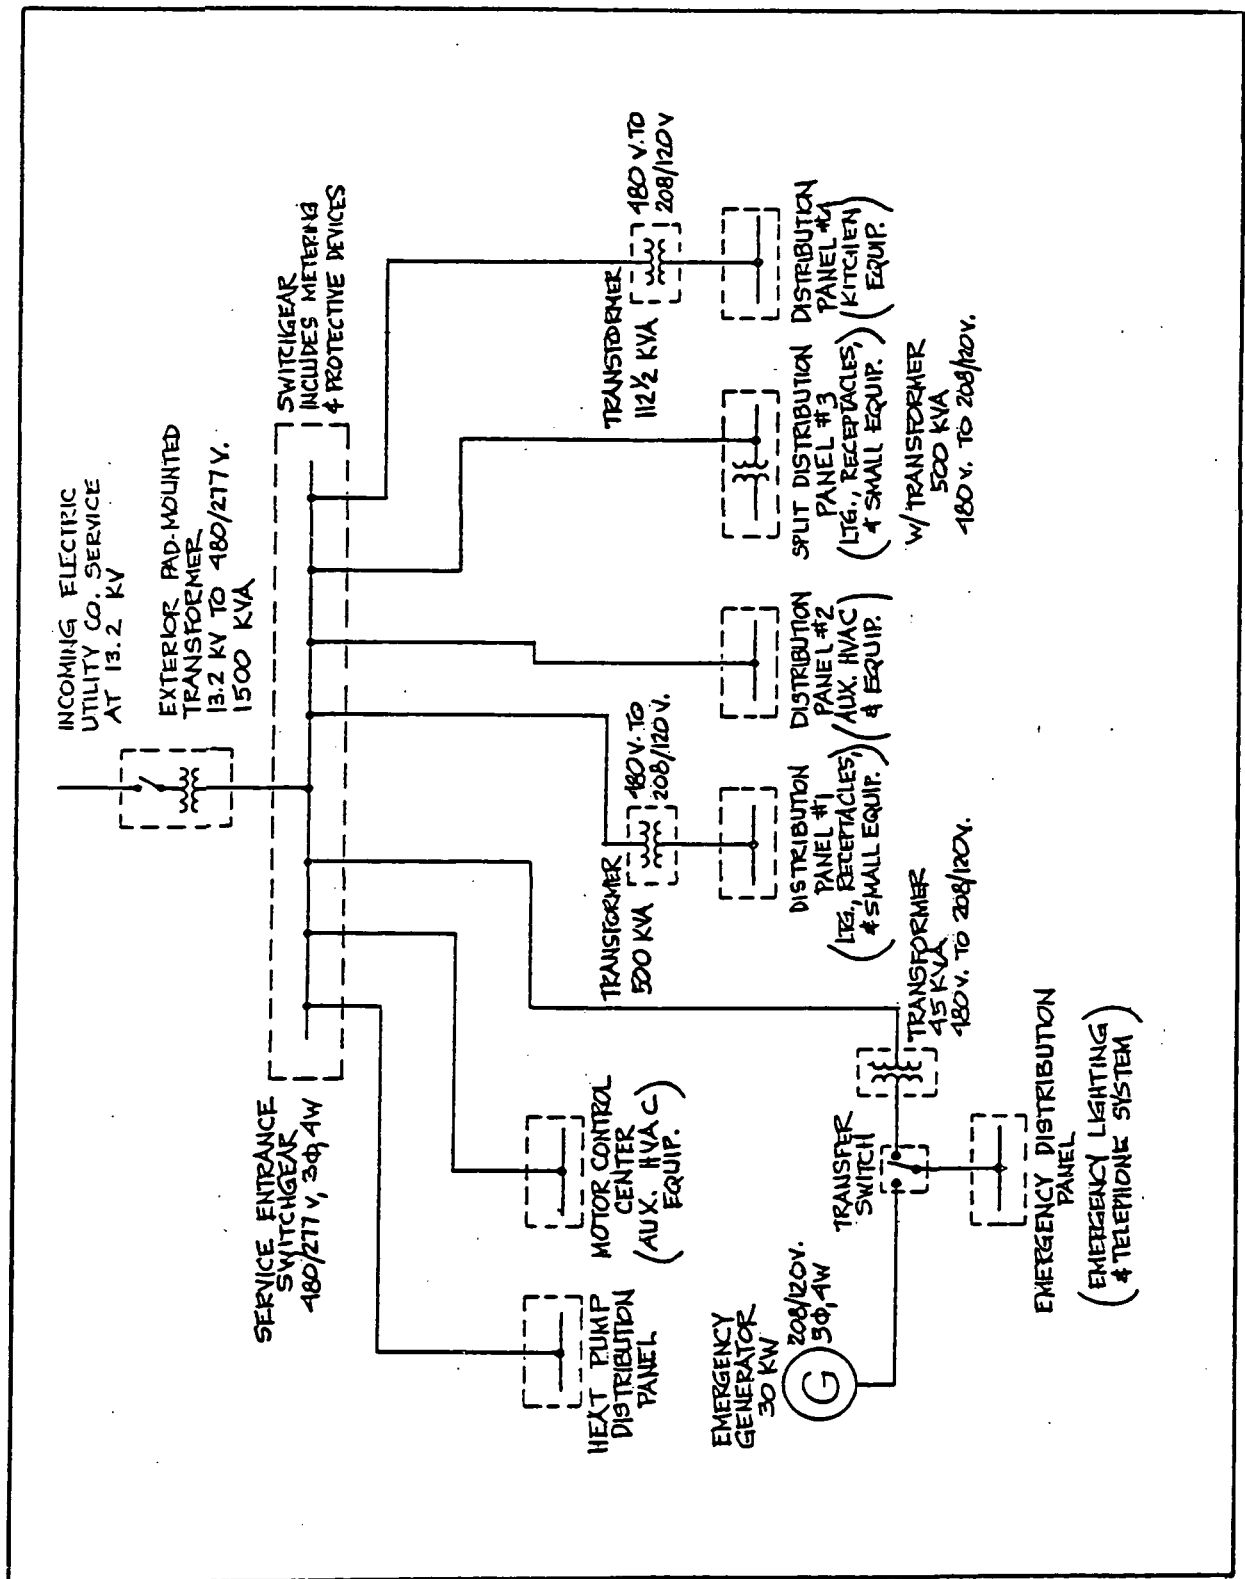 INCOMING ELECTRIC
UTILITY CO. SERVICE
AT 13.2 KV
EXTERIOR PAD-MOUNTED
TRANSFORMER
13.2 KV TO 480/277 V.
1500 KVA
SERVICE ENTRANCE
SWITCHGEAR
480/277 V, 3Φ, 4W
SWITCHGEAR
INCLUDES METERING
& PROTECTIVE DEVICES
HEAT PUMP
DISTRIBUTION
PANEL
MOTOR CONTROL
CENTER
(AUX. HVAC
EQUIP.)
TRANSFORMER
500 KVA
480 V. TO
208/120 V.
DISTRIBUTION
PANEL #1
(LTG., RECEPTACLES,
& SMALL EQUIP.)
DISTRIBUTION
PANEL #2
(AUX. HVAC
& EQUIP.)
SPLIT DISTRIBUTION
PANEL #3
(LTG., RECEPTACLES,
& SMALL EQUIP.)
W/ TRANSFORMER
500 KVA
480 V. TO 208/120V.
TRANSFORMER
112½ KVA
480 V. TO
208/120V
DISTRIBUTION
PANEL #4
(KITCHEN
EQUIP.)
EMERGENCY
GENERATOR
30 KW
G
208/120V.
3Φ, 4W
TRANSFER
SWITCH
TRANSFORMER
45 KVA
480 V. TO 208/120V.
EMERGENCY DISTRIBUTION
PANEL
(EMERGENCY LIGHTING
& TELEPHONE SYSTEM)